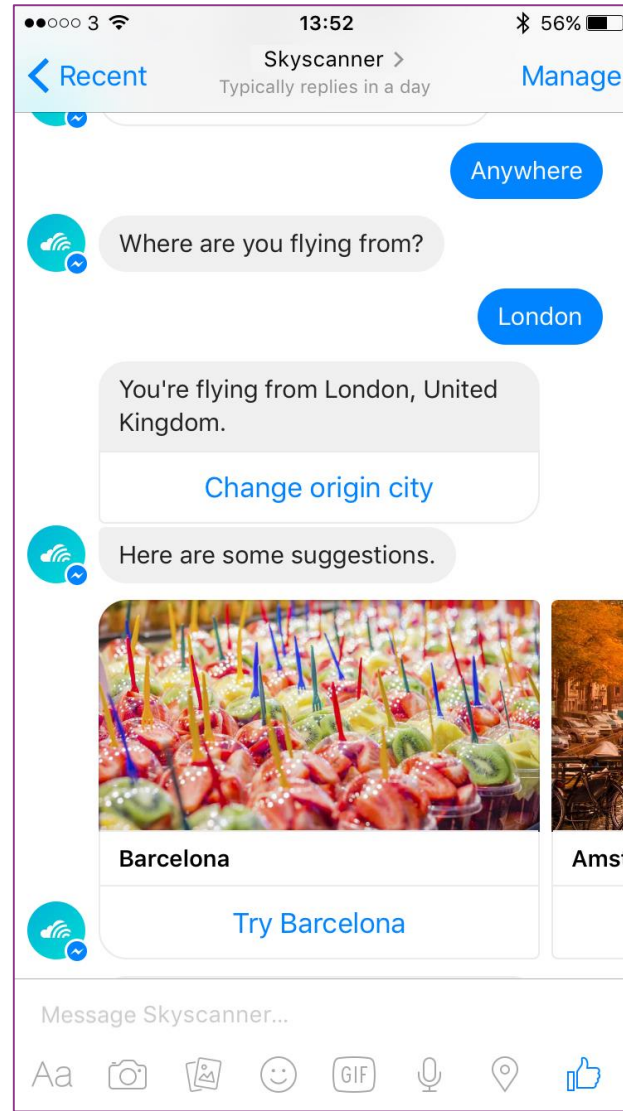 3 13:52 56%
Recent Skyscanner > Manage
Typically replies in a day
Anywhere
Where are you flying from?
London
You're flying from London, United
Kingdom.
Change origin city
Here are some suggestions.
Barcelona Ams
Try Barcelona
Message Skyscanner...
Aa GIF